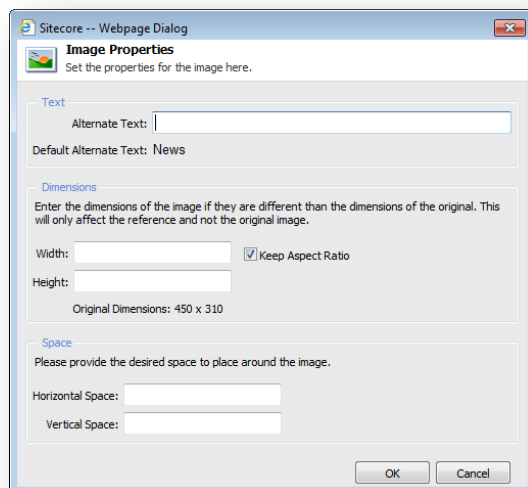 Sitecore -- Webpage Dialog
Image Properties
Set the properties for the image here.
Text
Alternate Text:
Default Alternate Text: News
Dimensions
Enter the dimensions of the image if they are different than the dimensions of the original. This
will only affect the reference and not the original image.
Width:
Keep Aspect Ratio
Height:
Original Dimensions: 450 x 310
Space
Please provide the desired space to place around the image.
Horizontal Space:
Vertical Space:
OK Cancel